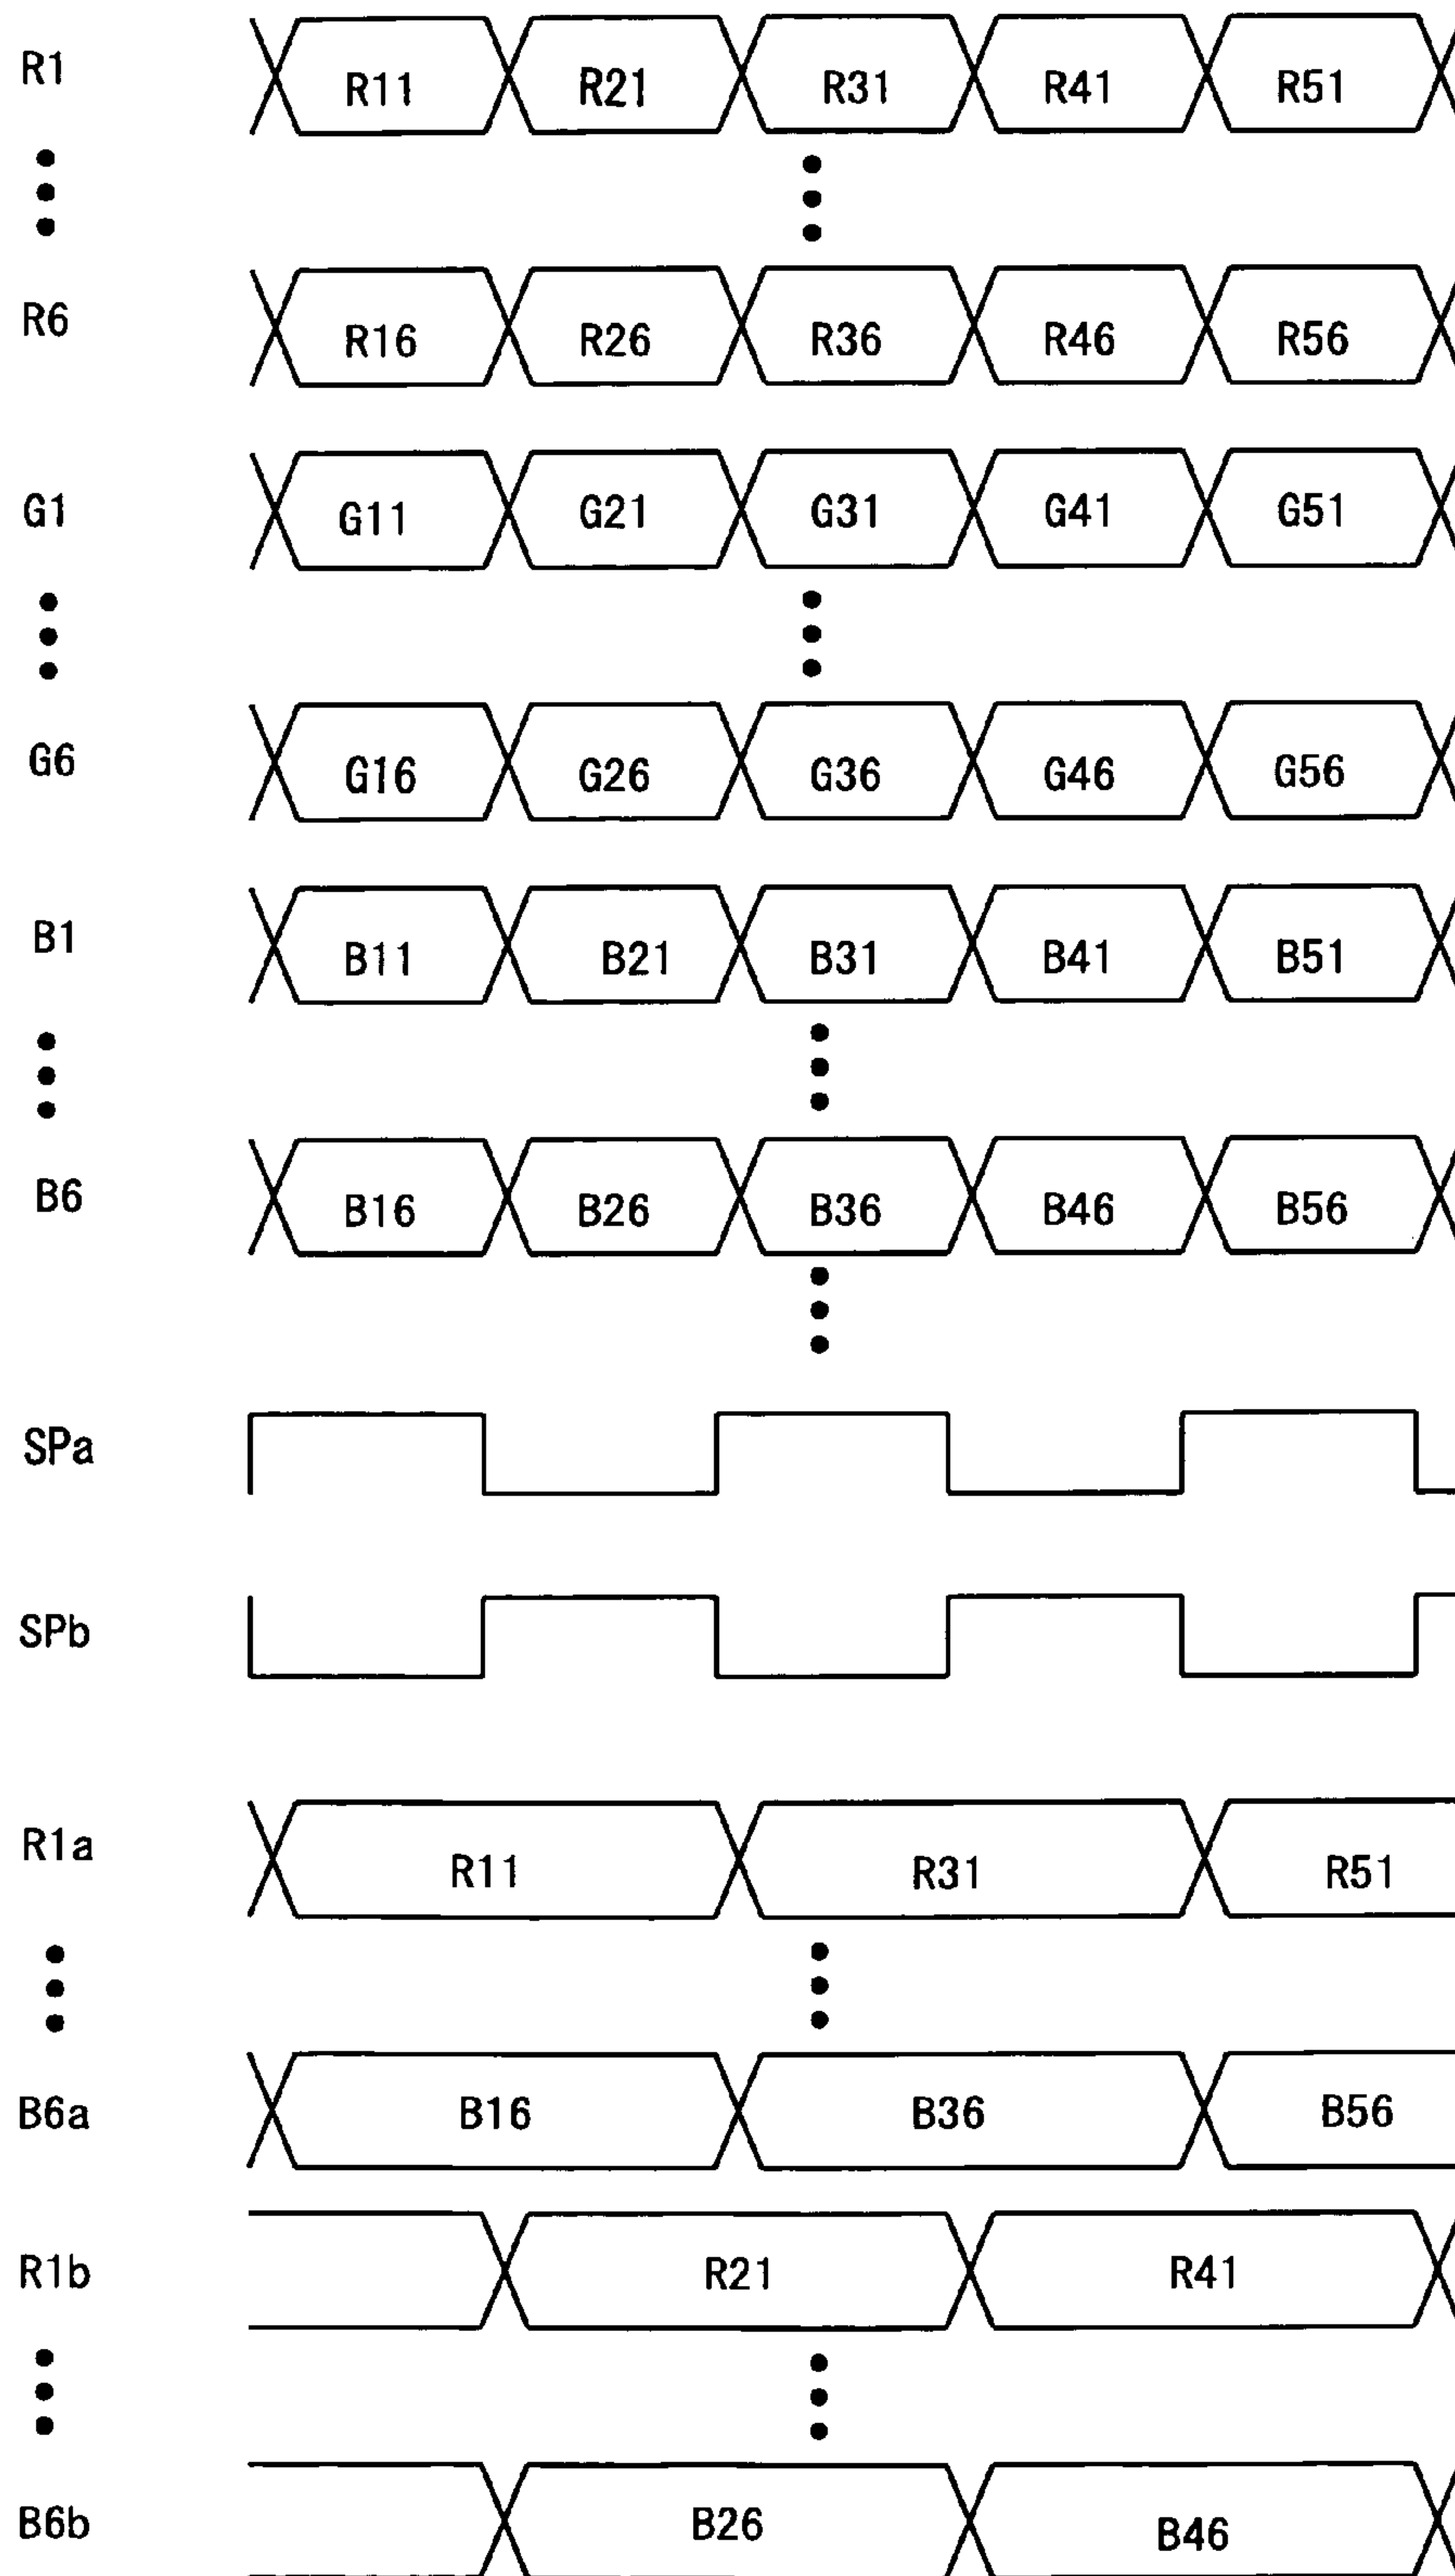 R1 R11 R21 R31 R41 R51
R6 R16 R26 R36 R46 R56
G1 G11 G21 G31 G41 G51
G6 G16 G26 G36 G46 G56
B1 B11 B21 B31 B41 B51
B6 B16 B26 B36 B46 B56
SPa
SPb
R1a R11 R31 R51
B6a B16 B36 B56
R1b R21 R41
B6b B26 B46